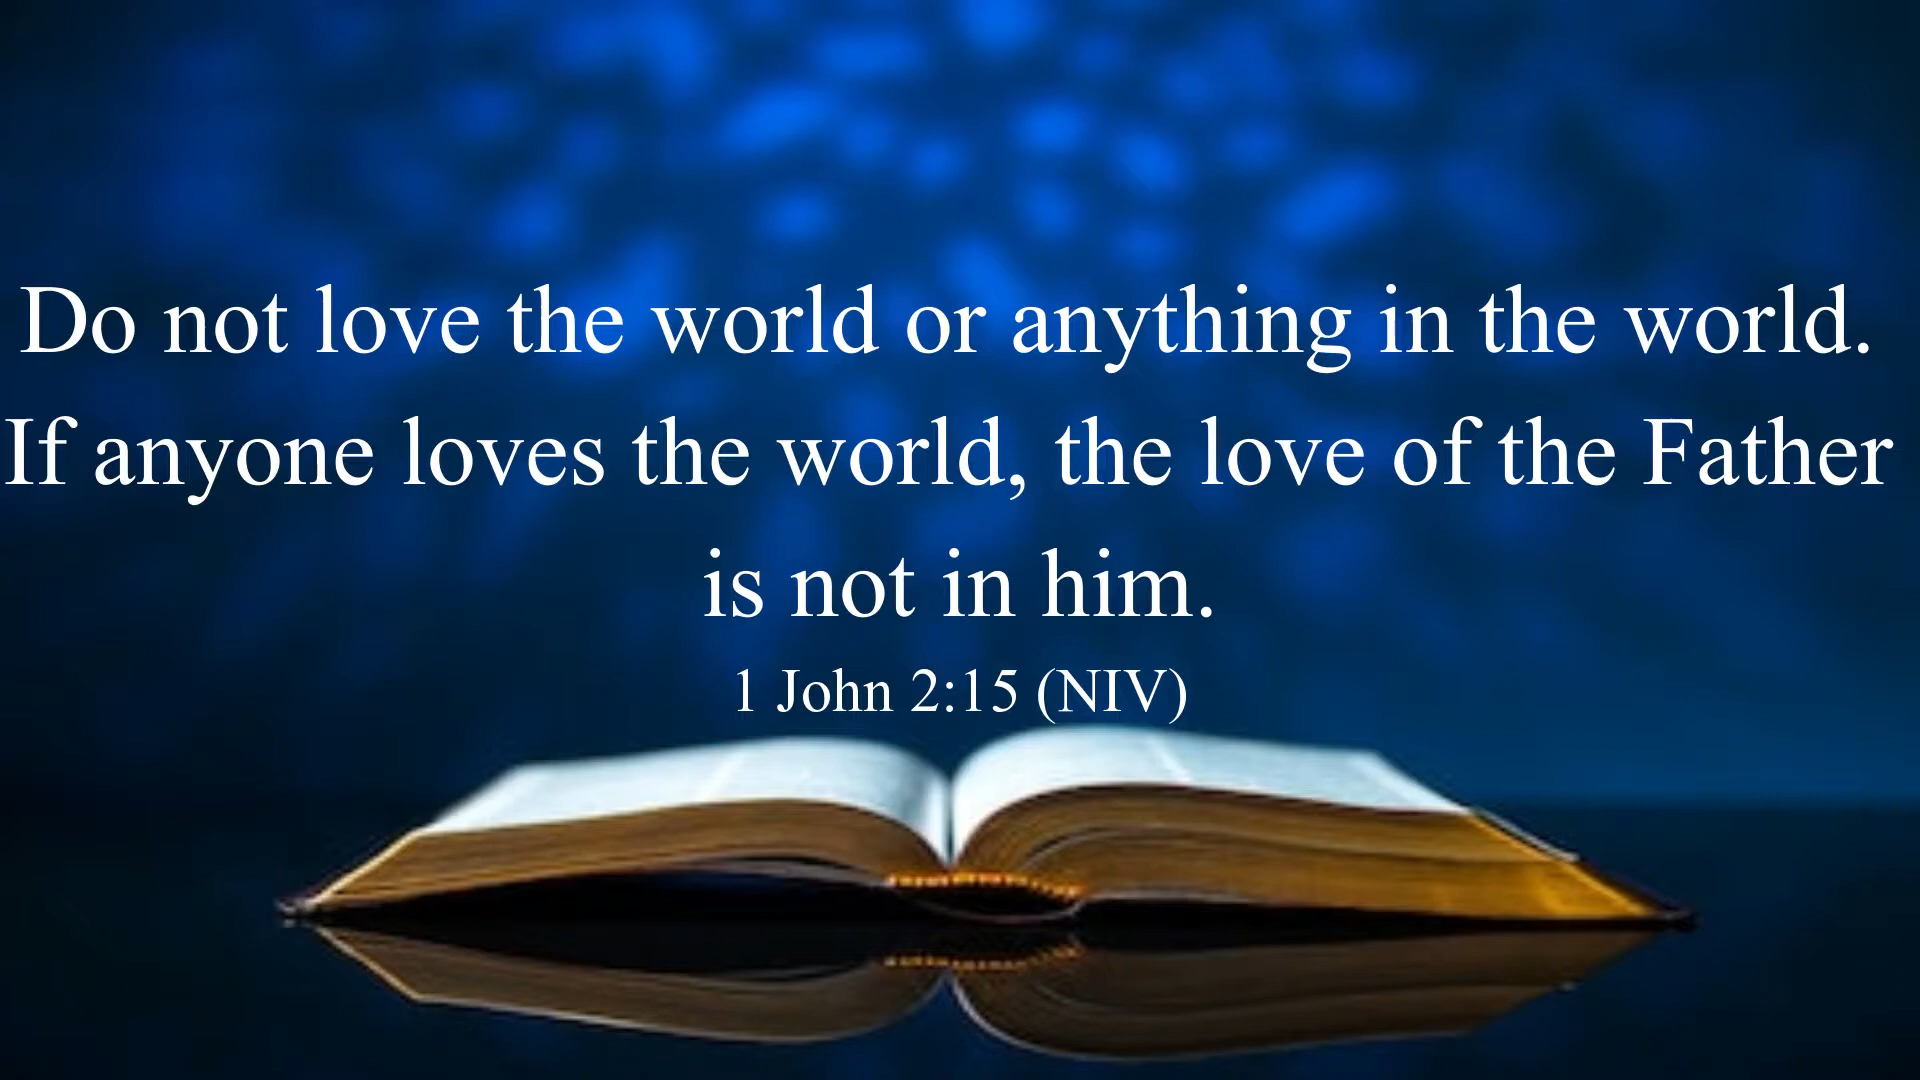 Do not love the world or anything in the world.
If anyone loves the world, the love of the Father
is not in him.
1 John 2:15 (NIV)